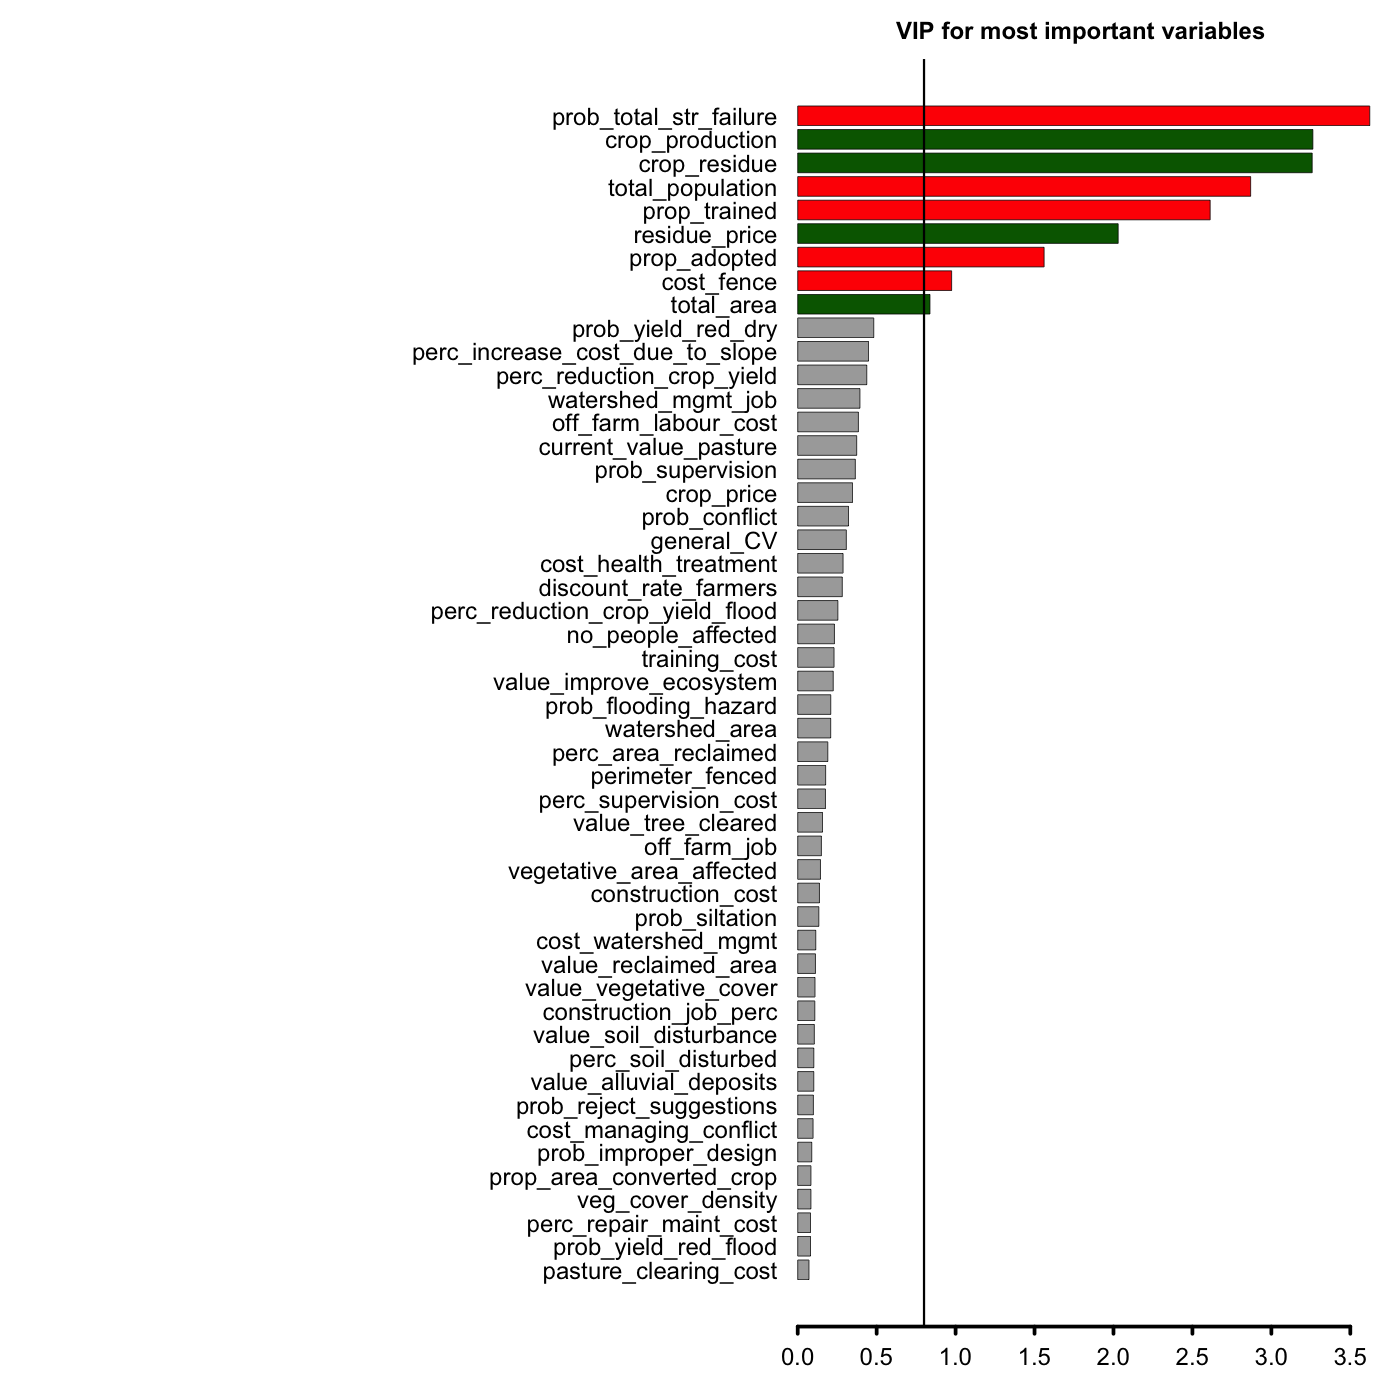 VIP for most important variables
prob_total_str_failure
crop_production
crop_residue
total_population
prop_trained
residue_price
prop_adopted
cost_fence
total_area
prob_yield_red_dry
perc_increase_cost_due_to_slope
perc_reduction_crop_yield
watershed_mgmt_job
off_farm_labour_cost
current_value_pasture
prob_supervision
crop_price
prob_conflict
general_CV
cost_health_treatment
discount_rate_farmers
perc_reduction_crop_yield_flood
no_people_affected
training_cost
value_improve_ecosystem
prob_flooding_hazard
watershed_area
perc_area_reclaimed
perimeter_fenced
perc_supervision_cost
value_tree_cleared
off_farm_job
vegetative_area_affected
construction_cost
prob_siltation
cost_watershed_mgmt
value_reclaimed_area
value_vegetative_cover
construction_job_perc
value_soil_disturbance
perc_soil_disturbed
value_alluvial_deposits
prob_reject_suggestions
cost_managing_conflict
prob_improper_design
prop_area_converted_crop
veg_cover_density
perc_repair_maint_cost
prob_yield_red_flood
pasture_clearing_cost
0.0 0.5 1.0 1.5 2.0 2.5 3.0 3.5